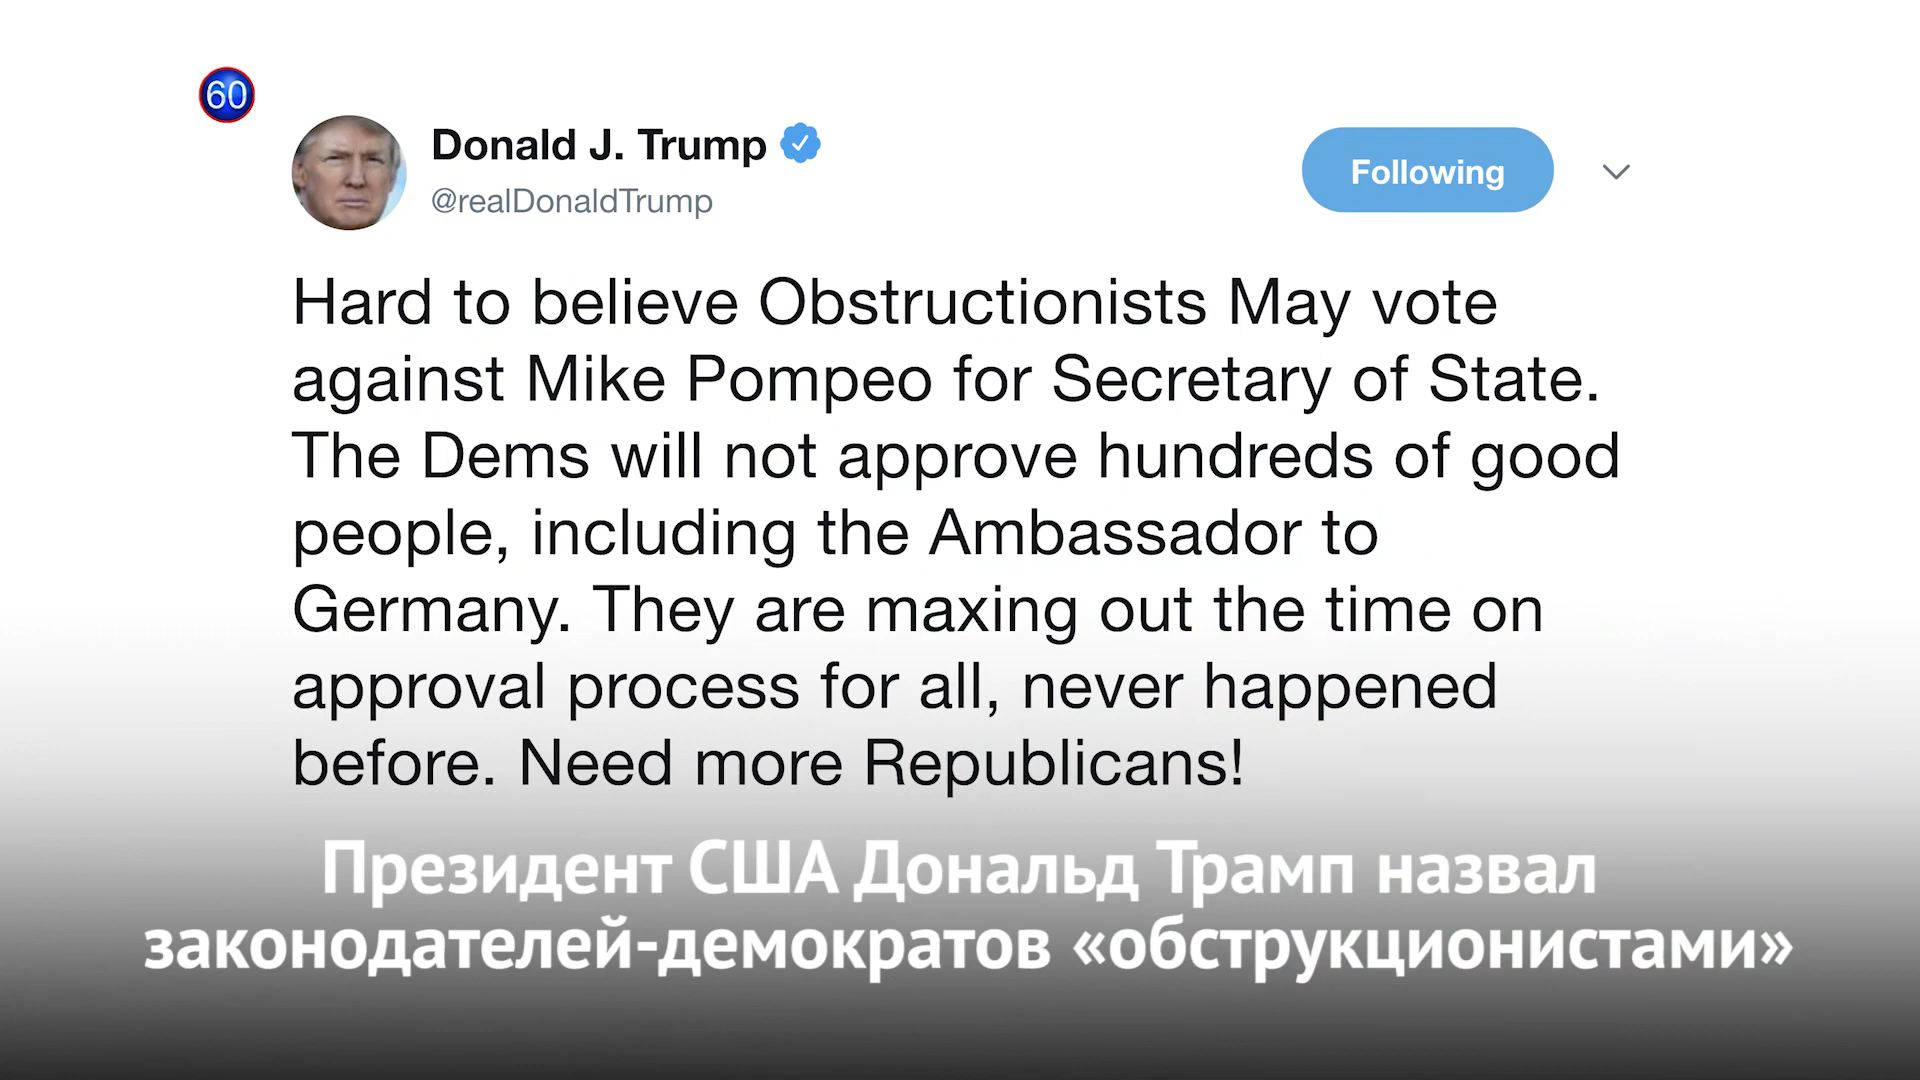 60
Donald J. Trump
@realDonaldTrump
Following
Hard to believe Obstructionists May vote
against Mike Pompeo for Secretary of State.
The Dems will not approve hundreds of good
people, including the Ambassador to
Germany. They are maxing out the time on
approval process for all, never happened
before. Need more Republicans!
Президент США Дональд Трамп назвал
законодателей-демократов «обструкционистами»